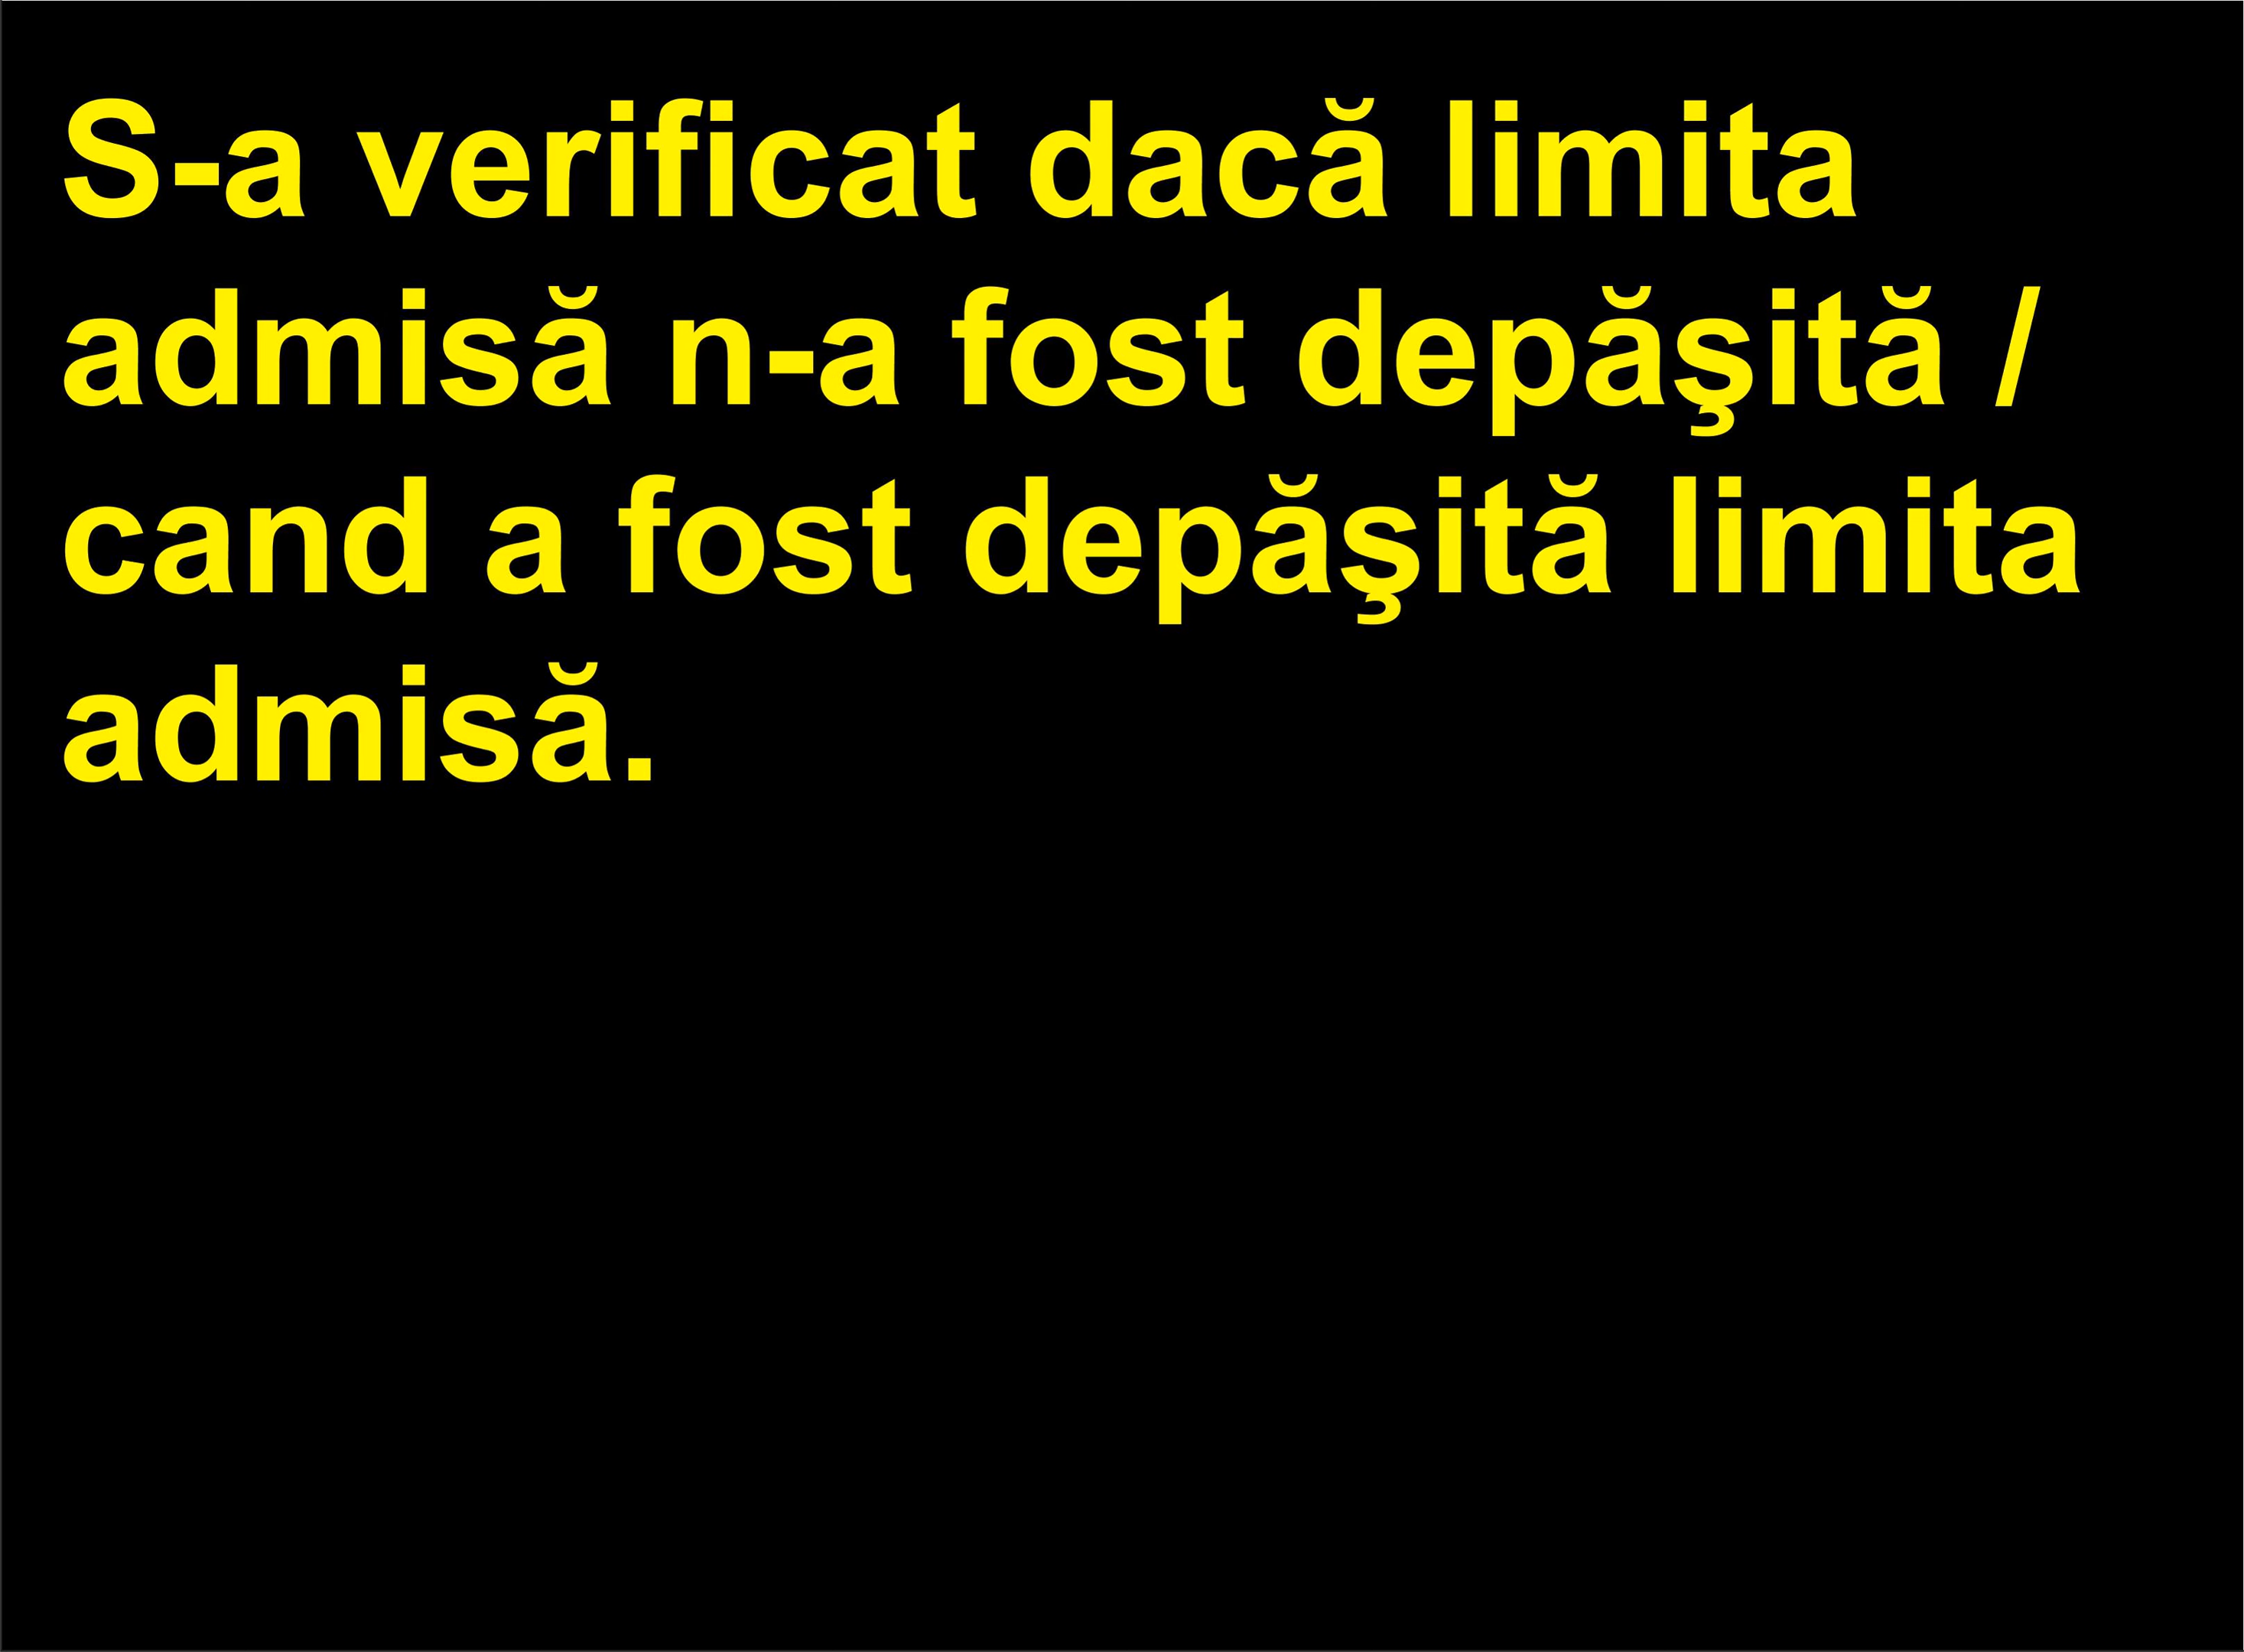 S-a verificat dacă limita
admisă n-a fost depăşită /
cand a fost depăşită limita
admisă.